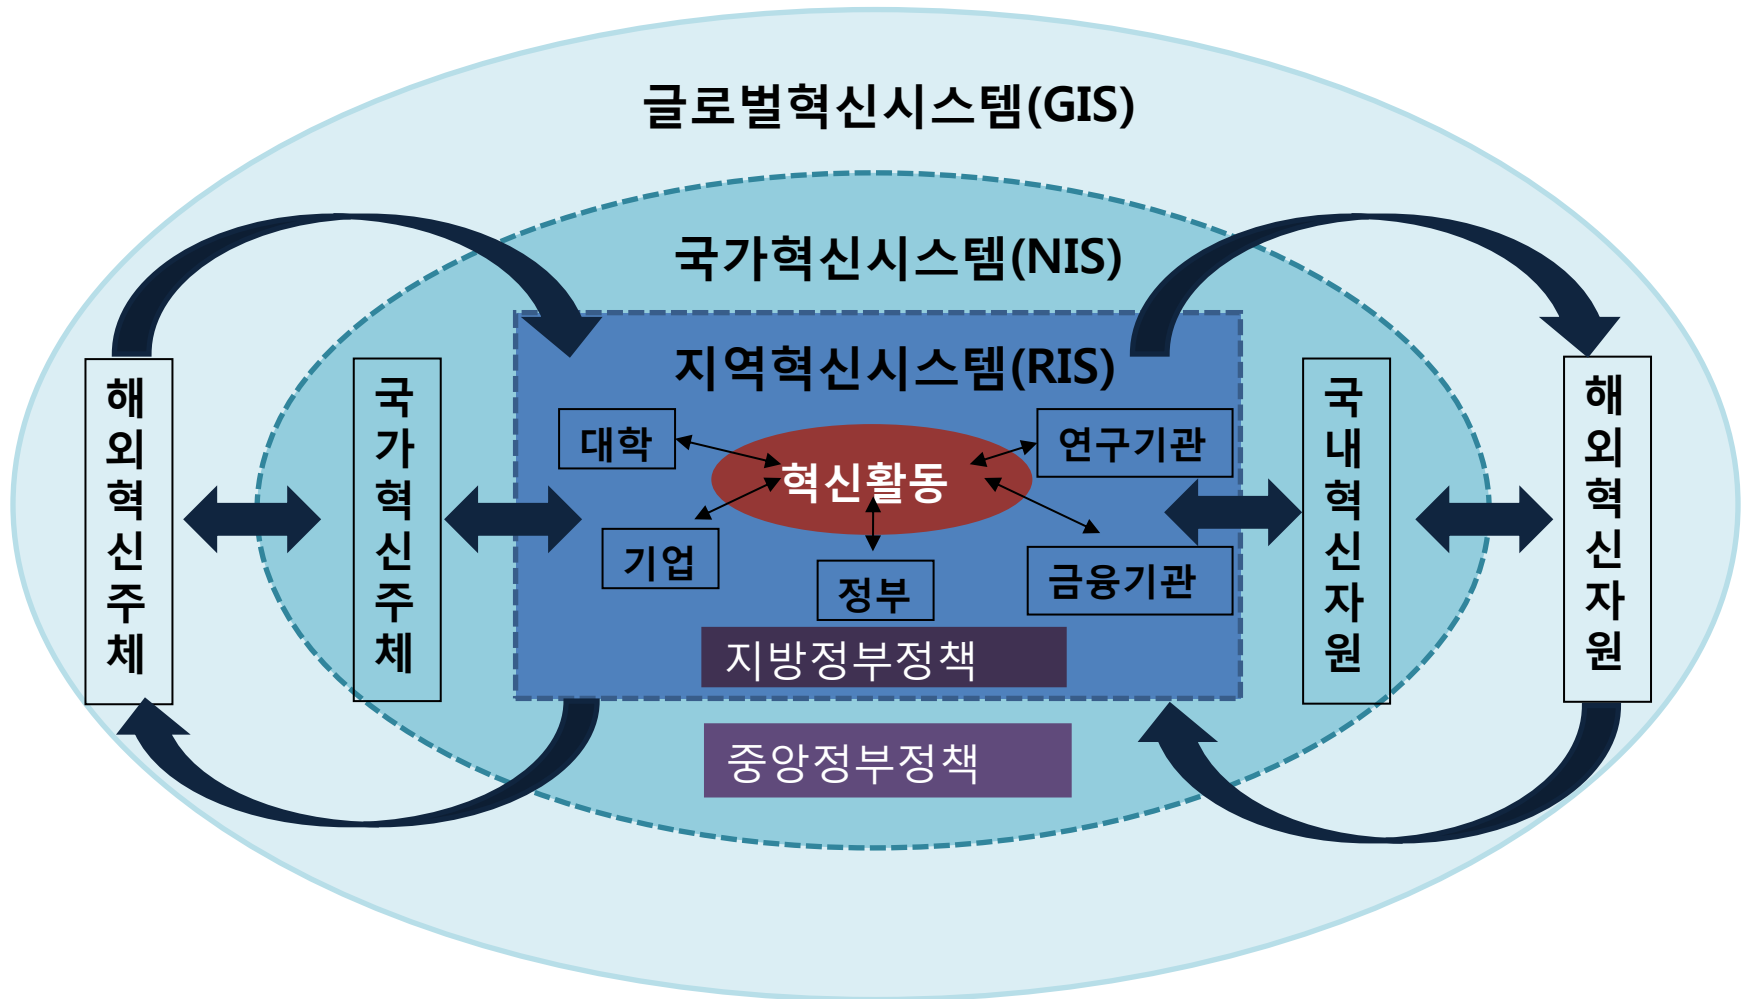 글로벌혁신시스템(GIS)
국가혁신시스템(NIS)
지역혁신시스템(RIS)
해외혁신주체
국가혁신주체
대학
혁신활동
연구기관
기업
정부
금융기관
국내혁신자원
해외혁신자원
지방정부정책
중앙정부정책